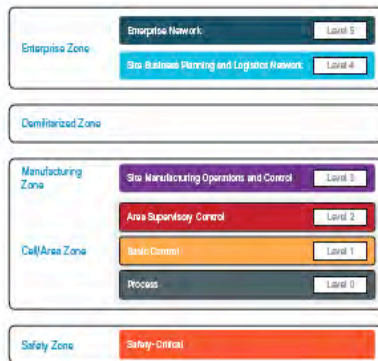 Enterprise Zone
Enterprise Network Level 5
Site Business Planning and Logistics Network Level 4
Demilitarized Zone
Manufacturing
Zone
Site Manufacturing Operations and Control Level 3
Cell/Area Zone
Area Supervisory Control Level 2
Basic Control Level 1
Process Level 0
Safety Zone
Safety-Critical